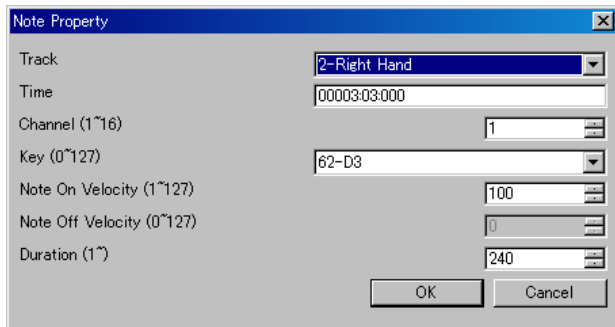 Note Property
Track 2-Right Hand
Time 00003:03:000
Channel (1~16) 1
Key (0~127) 62-D3
Note On Velocity (1~127) 100
Note Off Velocity (0~127) 0
Duration (1~) 240
OK Cancel